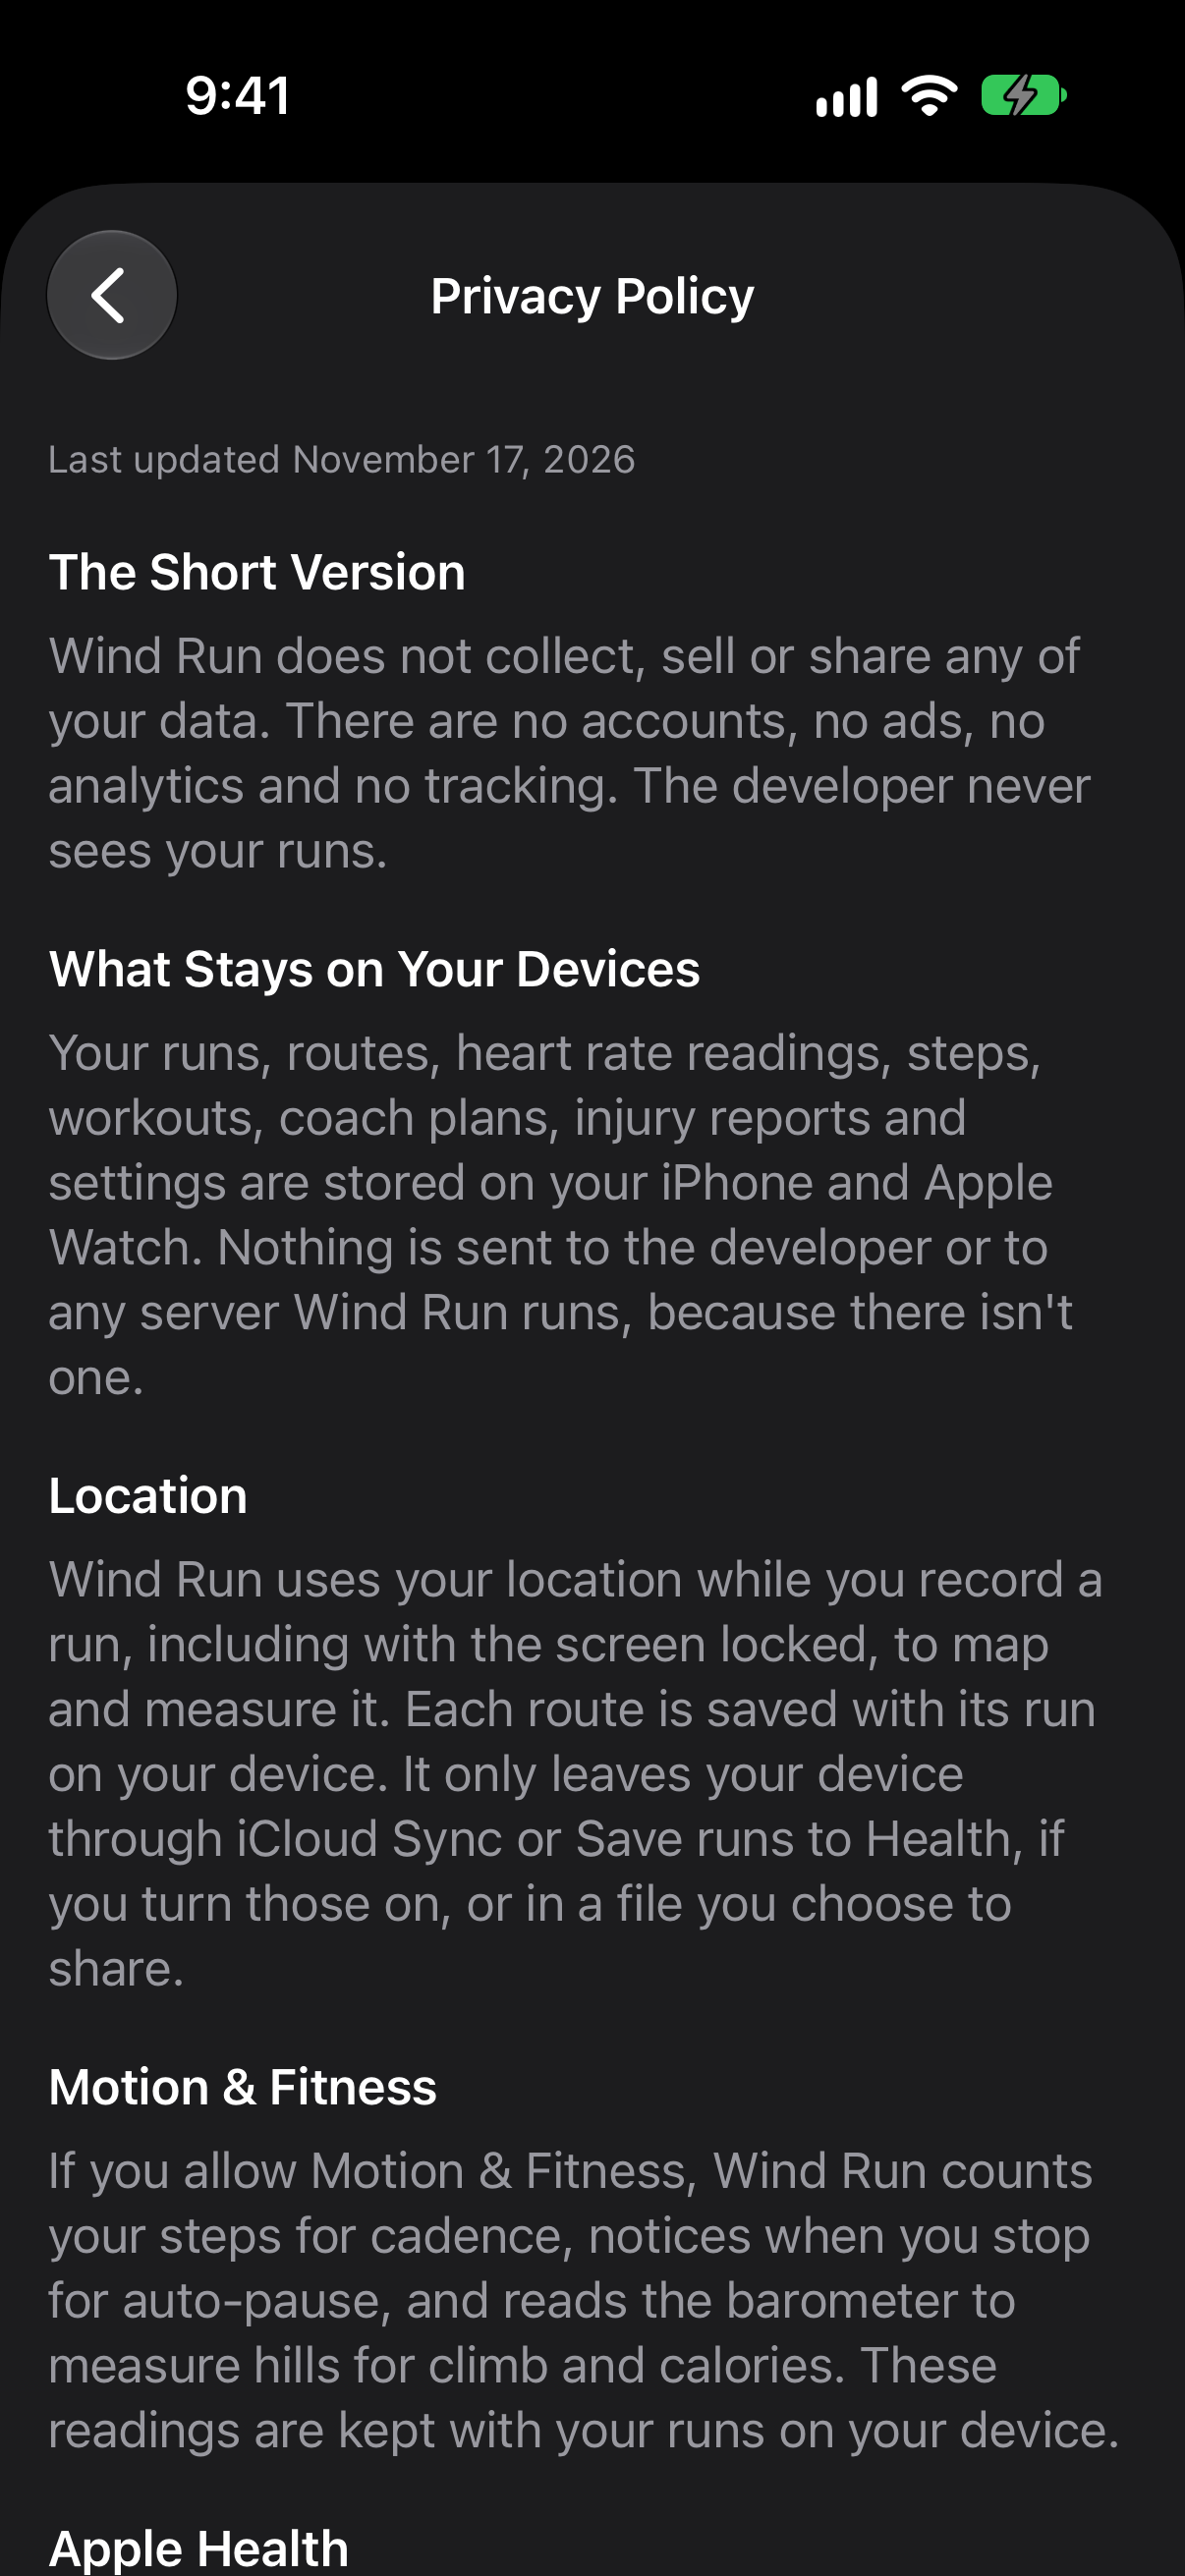 9:41
Privacy Policy
Last updated November 17, 2026
The Short Version
Wind Run does not collect, sell or share any of
your data. There are no accounts, no ads, no
analytics and no tracking. The developer never
sees your runs.
What Stays on Your Devices
Your runs, routes, heart rate readings, steps,
workouts, coach plans, injury reports and
settings are stored on your iPhone and Apple
Watch. Nothing is sent to the developer or to
any server Wind Run runs, because there isn't
one.
Location
Wind Run uses your location while you record a
run, including with the screen locked, to map
and measure it. Each route is saved with its run
on your device. It only leaves your device
through iCloud Sync or Save runs to Health, if
you turn those on, or in a file you choose to
share.
Motion & Fitness
If you allow Motion & Fitness, Wind Run counts
your steps for cadence, notices when you stop
for auto-pause, and reads the barometer to
measure hills for climb and calories. These
readings are kept with your runs on your device.
Apple Health